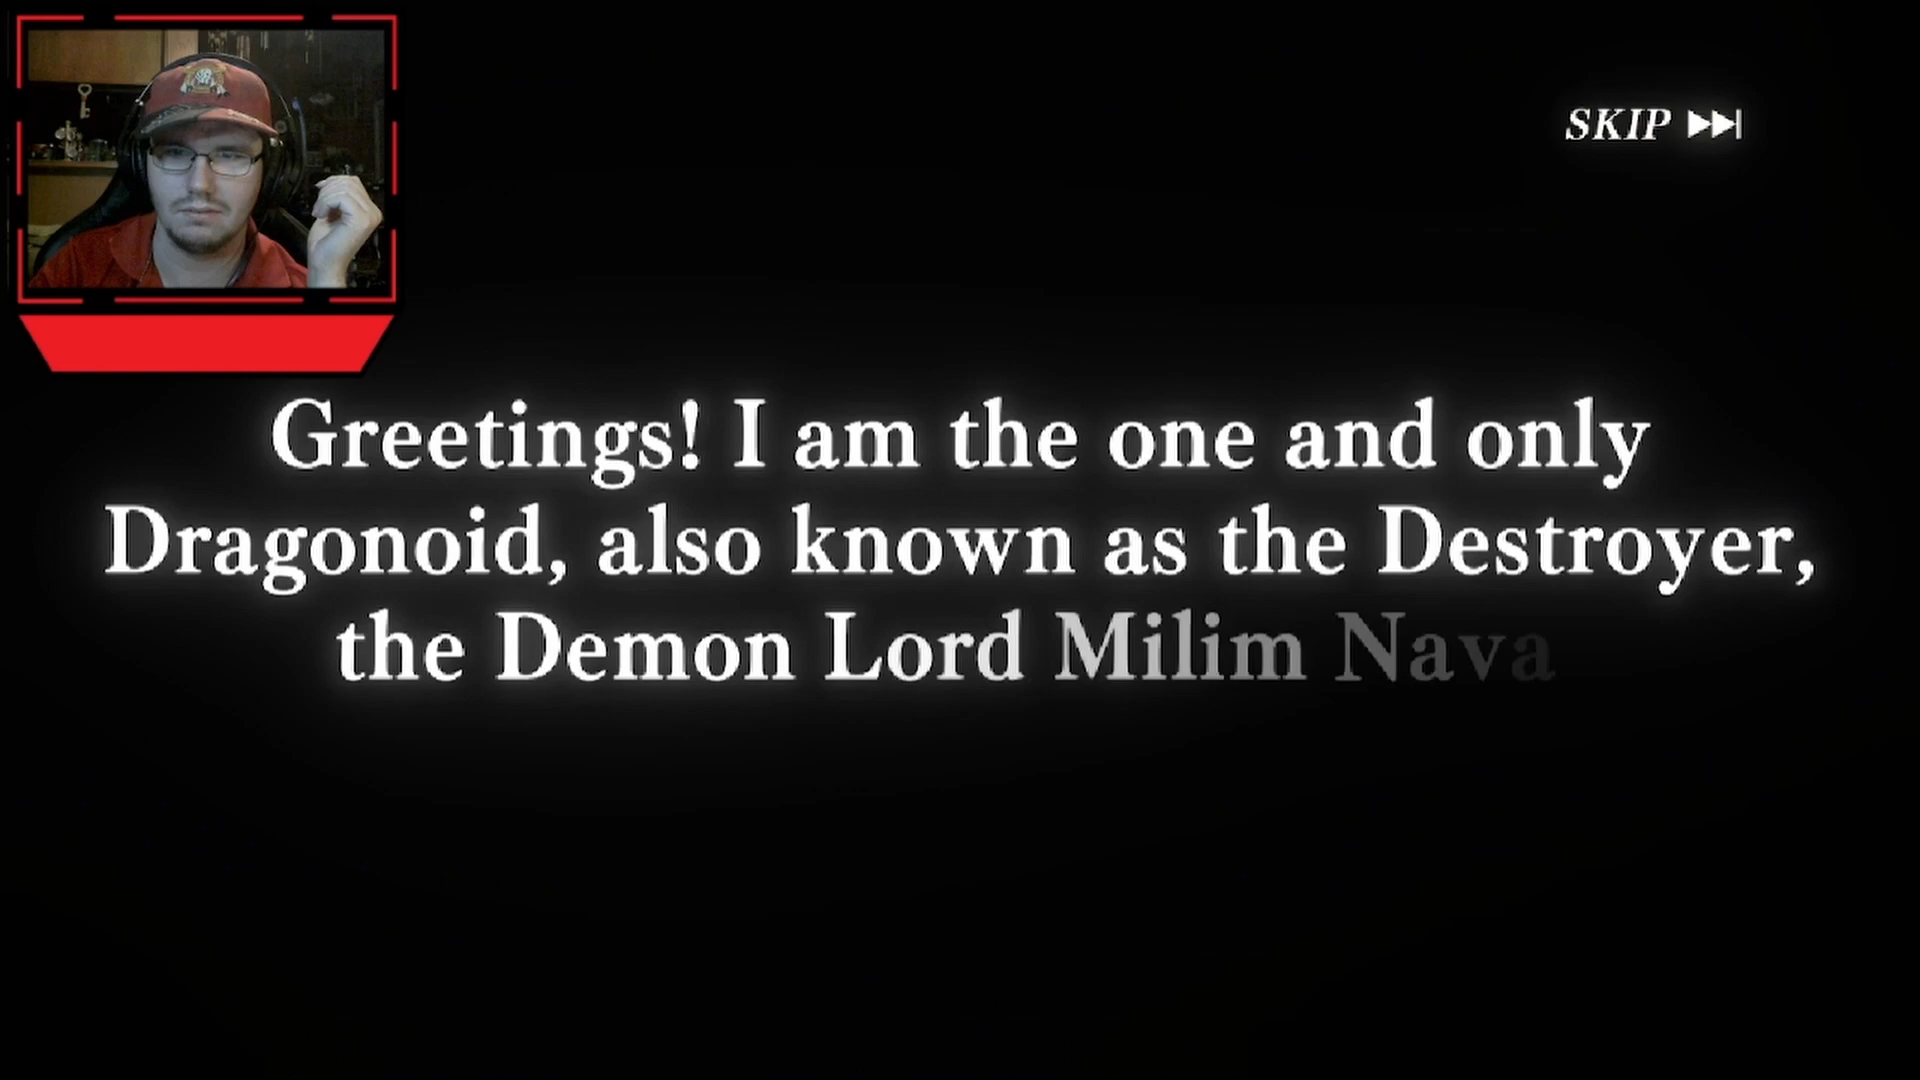 SKIP
Greetings! I am the one and only
Dragonoid, also known as the Destroyer,
the Demon Lord Milim Nava